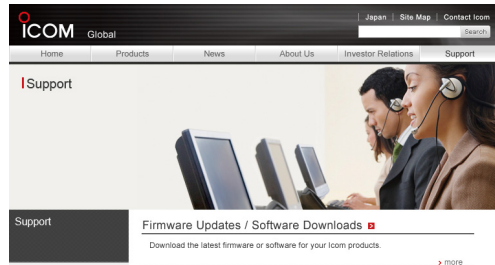 Japan | Site Map | Contact Icom
ICOM Global
Search
Home Products News About Us Investor Relations Support
Support
Support
Firmware Updates / Software Downloads
Download the latest firmware or software for your Icom products.
more